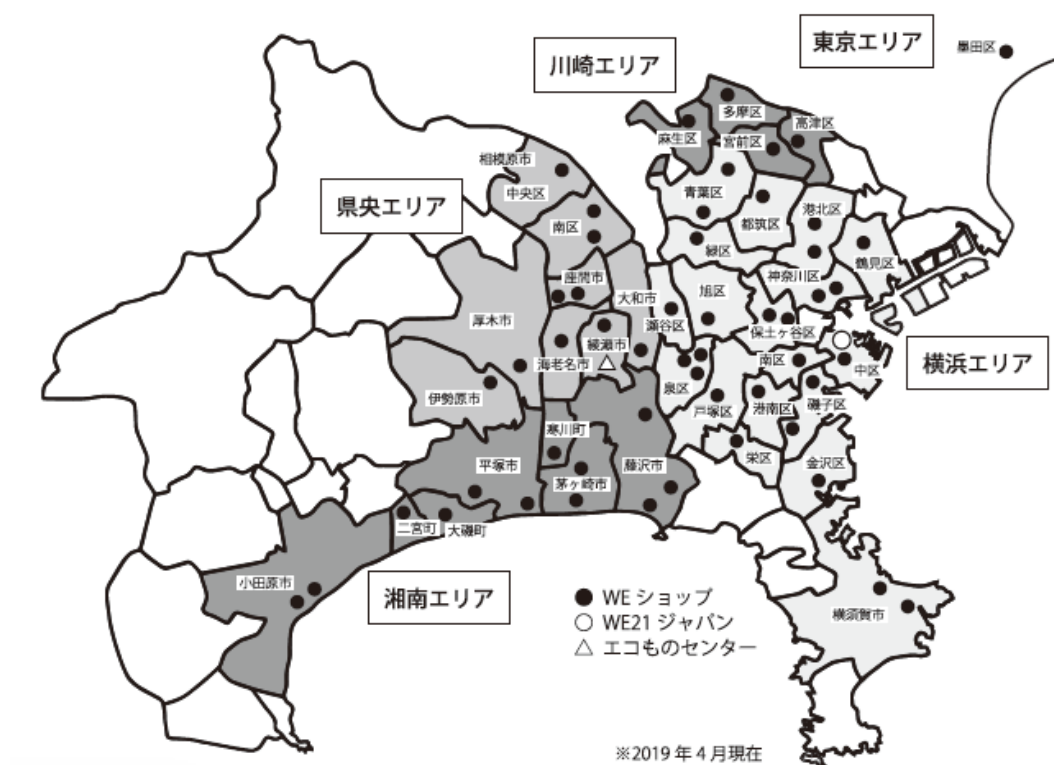 東京エリア
墨田区
川崎エリア
多摩区
高津区
麻生区
宮前区
相模原市
中央区
青葉区
県央エリア
南区
都筑区
港北区
緑区
鶴見区
座間市
神奈川区
大和市
旭区
厚木市
瀬谷区
保土ヶ谷区
綾瀬市
海老名市
南区
中区
横浜エリア
泉区
伊勢原市
戸塚区
港南区
磯子区
寒川町
栄区
平塚市
藤沢市
金沢区
茅ヶ崎市
二宮町
大磯町
小田原市
湘南エリア
● WE ショップ
○ WE21 ジャパン
△ エコものセンター
横須賀市
※2019 年 4 月現在